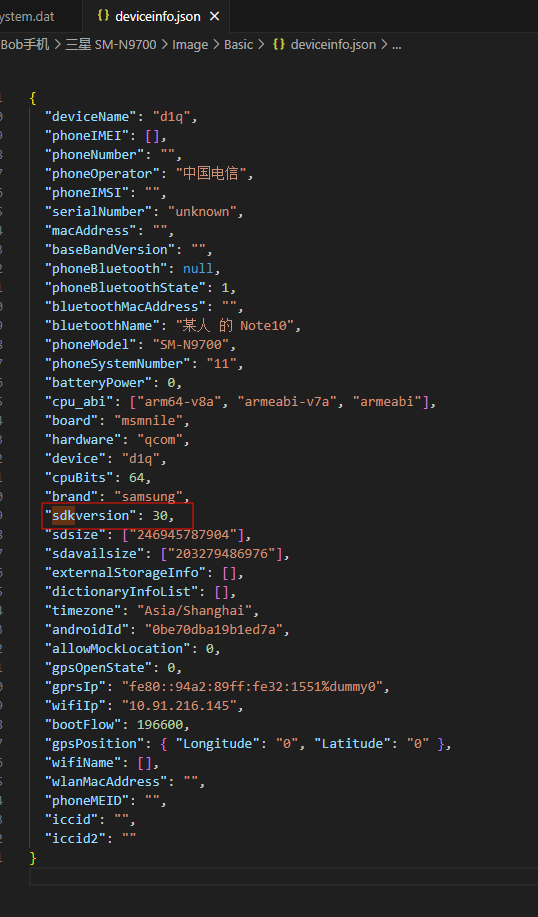 ystem.dat
{} deviceinfo.json ×
Bob手机 > 三星 SM-N9700 > Image > Basic > {} deviceinfo.json > ...
{
"deviceName": "d1q",
"phoneIMEI": [],
"phoneNumber": "",
"phoneOperator": "中国电信",
"phoneIMSI": "",
"serialNumber": "unknown",
"macAddress": "",
"baseBandVersion": "",
"phoneBluetooth": null,
"phoneBluetoothState": 1,
"bluetoothMacAddress": "",
"bluetoothName": "某人 的 Note10",
"phoneModel": "SM-N9700",
"phoneSystemNumber": "11",
"batteryPower": 0,
"cpu_abi": ["arm64-v8a", "armeabi-v7a", "armeabi"],
"board": "msmnile",
"hardware": "qcom",
"device": "d1q",
"cpuBits": 64,
"brand": "samsung",
"sdkversion": 30,
"sdsize": ["246945787904"],
"sdavailsize": ["203279486976"],
"externalStorageInfo": [],
"dictionaryInfoList": [],
"timezone": "Asia/Shanghai",
"androidId": "0be70dba19b1ed7a",
"allowMockLocation": 0,
"gpsOpenState": 0,
"gprsIp": "fe80::94a2:89ff:fe32:1551%dummy0",
"wifiIp": "10.91.216.145",
"bootFlow": 196600,
"gpsPosition": { "Longitude": "0", "Latitude": "0" },
"wifiName": [],
"wlanMacAddress": "",
"phoneMEID": "",
"iccid": "",
"iccid2": ""
}